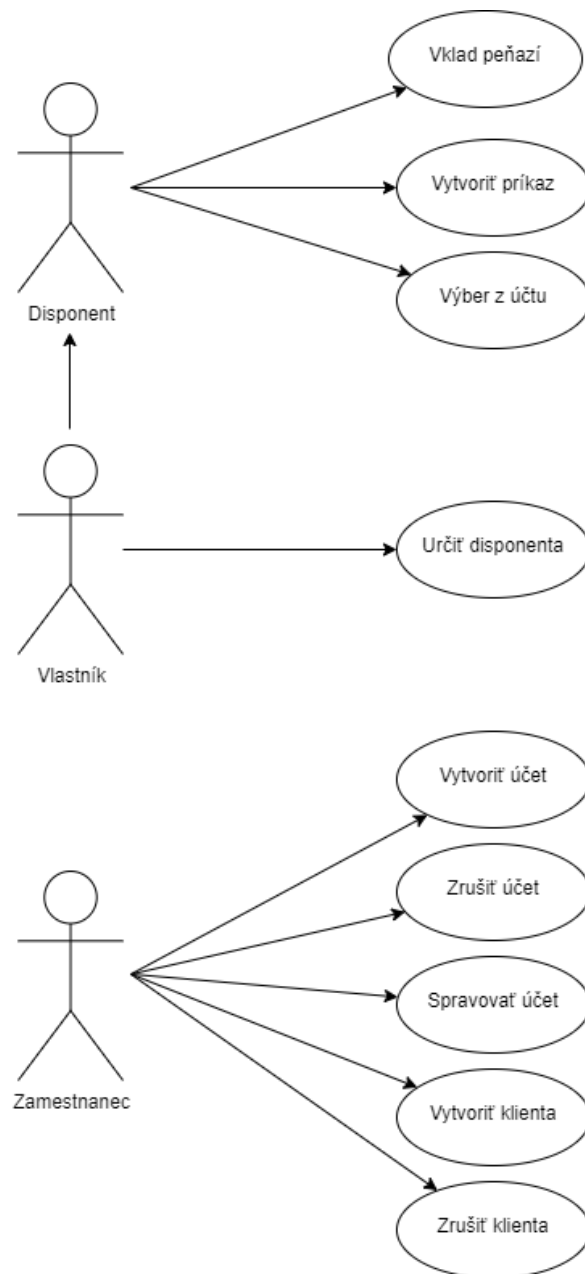 Vklad peňazí
Vytvoriť príkaz
Výber z účtu
Disponent
Určiť disponenta
Vlastník
Vytvoriť účet
Zrušiť účet
Spravovať účet
Zamestnanec
Vytvoriť klienta
Zrušiť klienta